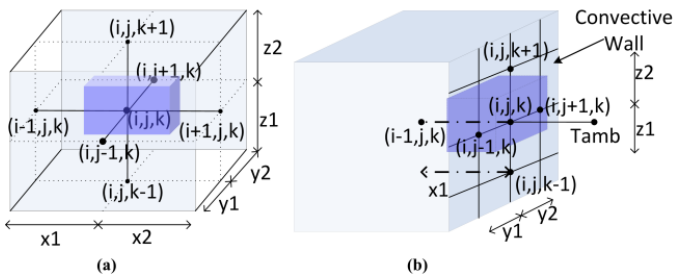 (i,j,k+1)
z2
(i,j+1,k)
(i-1,j,k)
(i,j,k)
(i+1,j,k)
z1
(i,j-1,k)
(i,j,k-1)
y2
y1
x1
x2
(a)
Convective
Wall
(i,j,k+1)
z2
(i,j,k)
(i,j+1,k)
(i-1,j,k)
(i,j-1,k)
Tamb
z1
x1
(i,j,k-1)
y1
y2
(b)